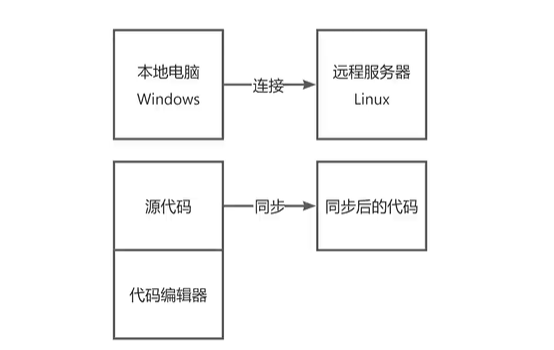 本地电脑
Windows
连接
远程服务器
Linux
源代码
同步
同步后的代码
代码编辑器